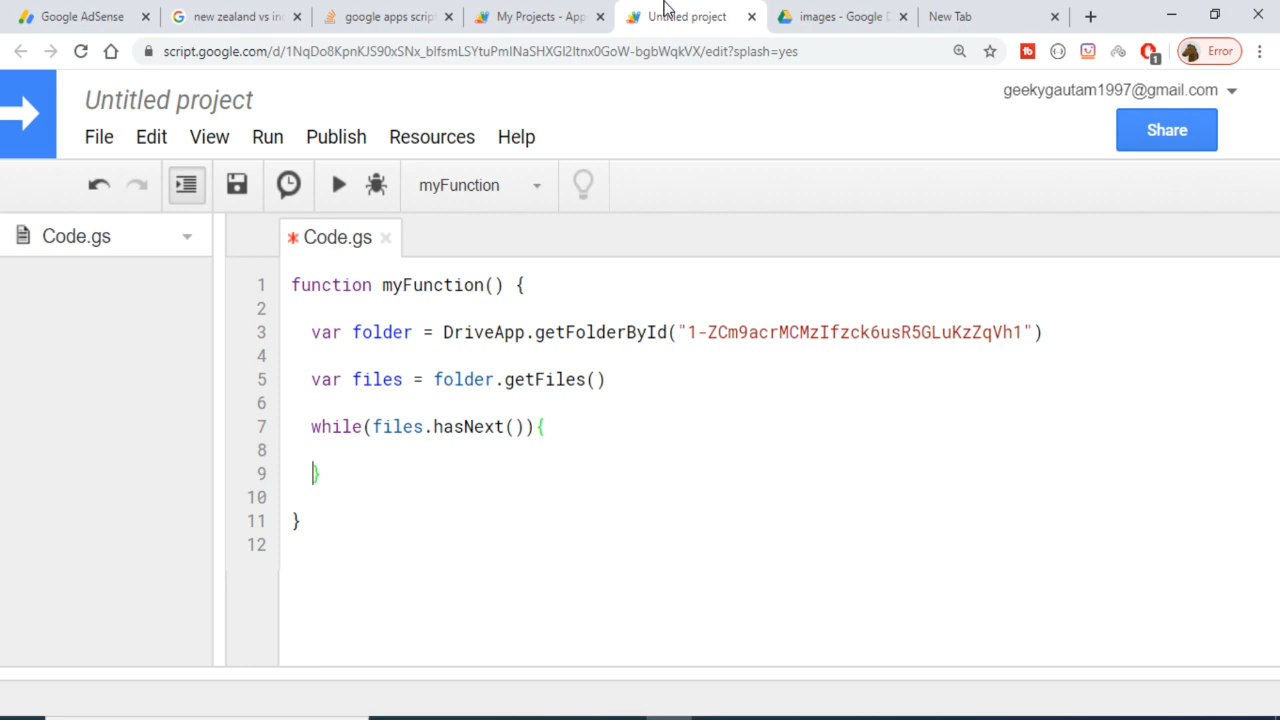 Google AdSense
new zealand vs in
google apps scrip
My Projects - App
Untitled project
images - Google D
New Tab
script.google.com/d/1NqDo8KpnKJS90xSNx_blfsmLSYtuPmINaSHXGI2Itnx0GoW-bgbWqkVX/edit?splash=yes
Error
1
Untitled project
geekygautam1997@gmail.com
File Edit View Run Publish Resources Help
Share
myFunction
Code.gs
* Code.gs
1 function myFunction() {
2
3 var folder = DriveApp.getFolderById("1-ZCm9acrMCMzIfzck6usR5GLuKzZqVh1")
4
5 var files = folder.getFiles()
6
7 while(files.hasNext()){
8
9 }
10
11 }
12